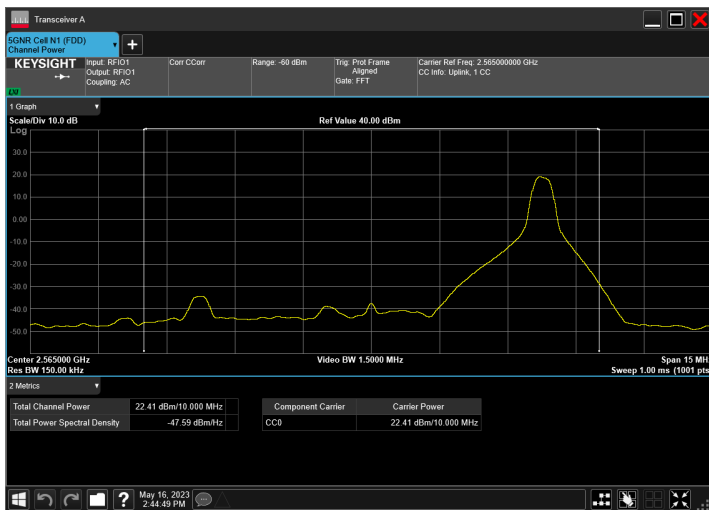 Transceiver A
5GNR Cell N1 (FDD)
Channel Power
KEYSIGHT
Input: RFIO1
Output: RFIO1
Coupling: AC
Corr CCorr
Range: -60 dBm
Trig: Prot Frame
Aligned
Gate: FFT
Carrier Ref Freq: 2.565000000 GHz
CC Info: Uplink, 1 CC
1 Graph
Scale/Div 10.0 dB
Ref Value 40.00 dBm
Log
30.0
20.0
10.0
0.00
-10.0
-20.0
-30.0
-40.0
-50.0
Center 2.565000 GHz
Video BW 1.5000 MHz
Span 15 MH
Res BW 150.00 kHz
Sweep 1.00 ms (1001 pts
2 Metrics
Total Channel Power 22.41 dBm/10.000 MHz
Total Power Spectral Density -47.59 dBm/Hz
Component Carrier Carrier Power
CC0 22.41 dBm/10.000 MHz
?
May 16, 2023
2:44:49 PM